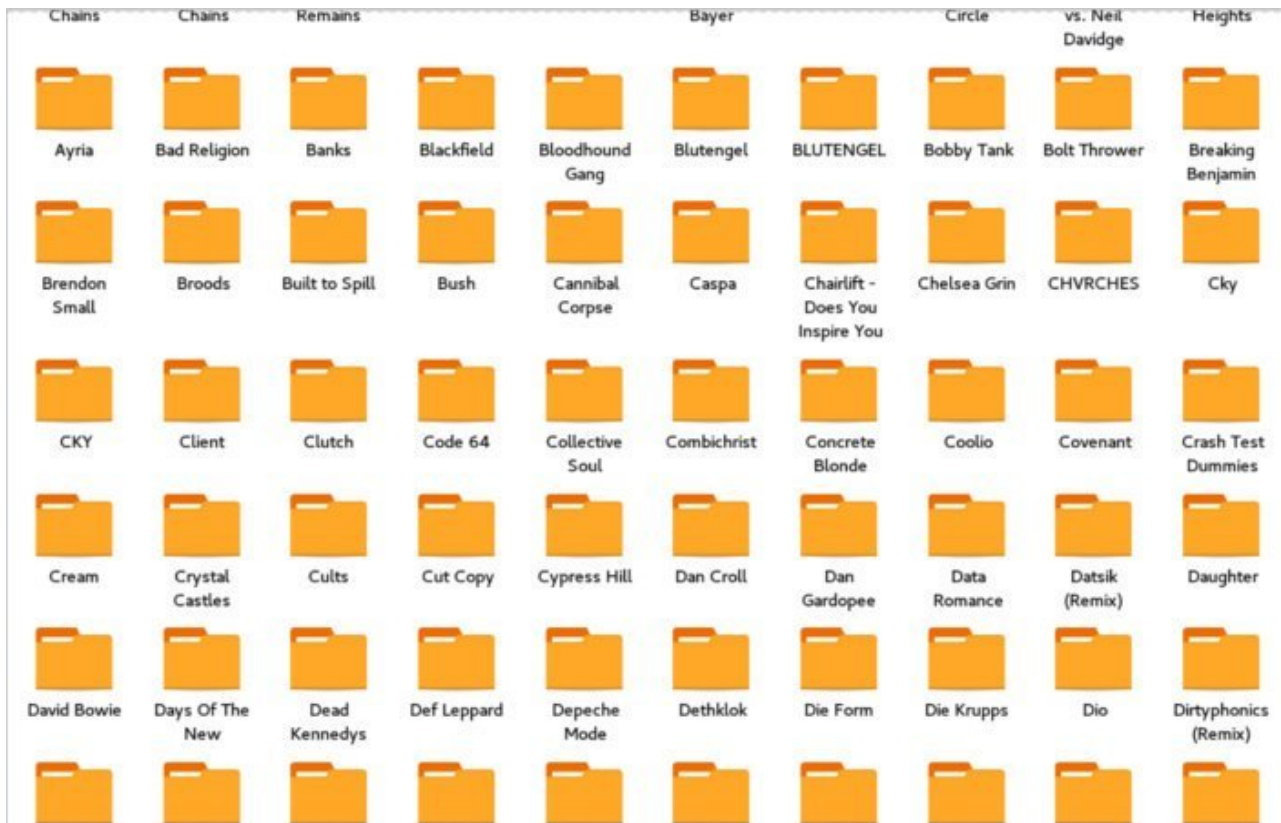 Chains Chains Remains Bayer Circle vs. Neil Heights
Davidge
Ayria Bad Religion Banks Blackfield Bloodhound Blutengel BLUTENGEL Bobby Tank Bolt Thrower Breaking
Gang Benjamin
Brendon Broods Built to Spill Bush Cannibal Caspa Chairlift - Chelsea Grin CHVRCHES Cky
Small Corpse Does You
Inspire You
CKY Client Clutch Code 64 Collective Combichrist Concrete Coolio Covenant Crash Test
Soul Blonde Dummies
Cream Crystal Cults Cut Copy Cypress Hill Dan Croll Dan Data Datsik Daughter
Castles Gardopee Romance (Remix)
David Bowie Days Of The Dead Def Leppard Depeche Dethklok Die Form Die Krupps Dio Dirtyphonics
New Kennedys Mode (Remix)